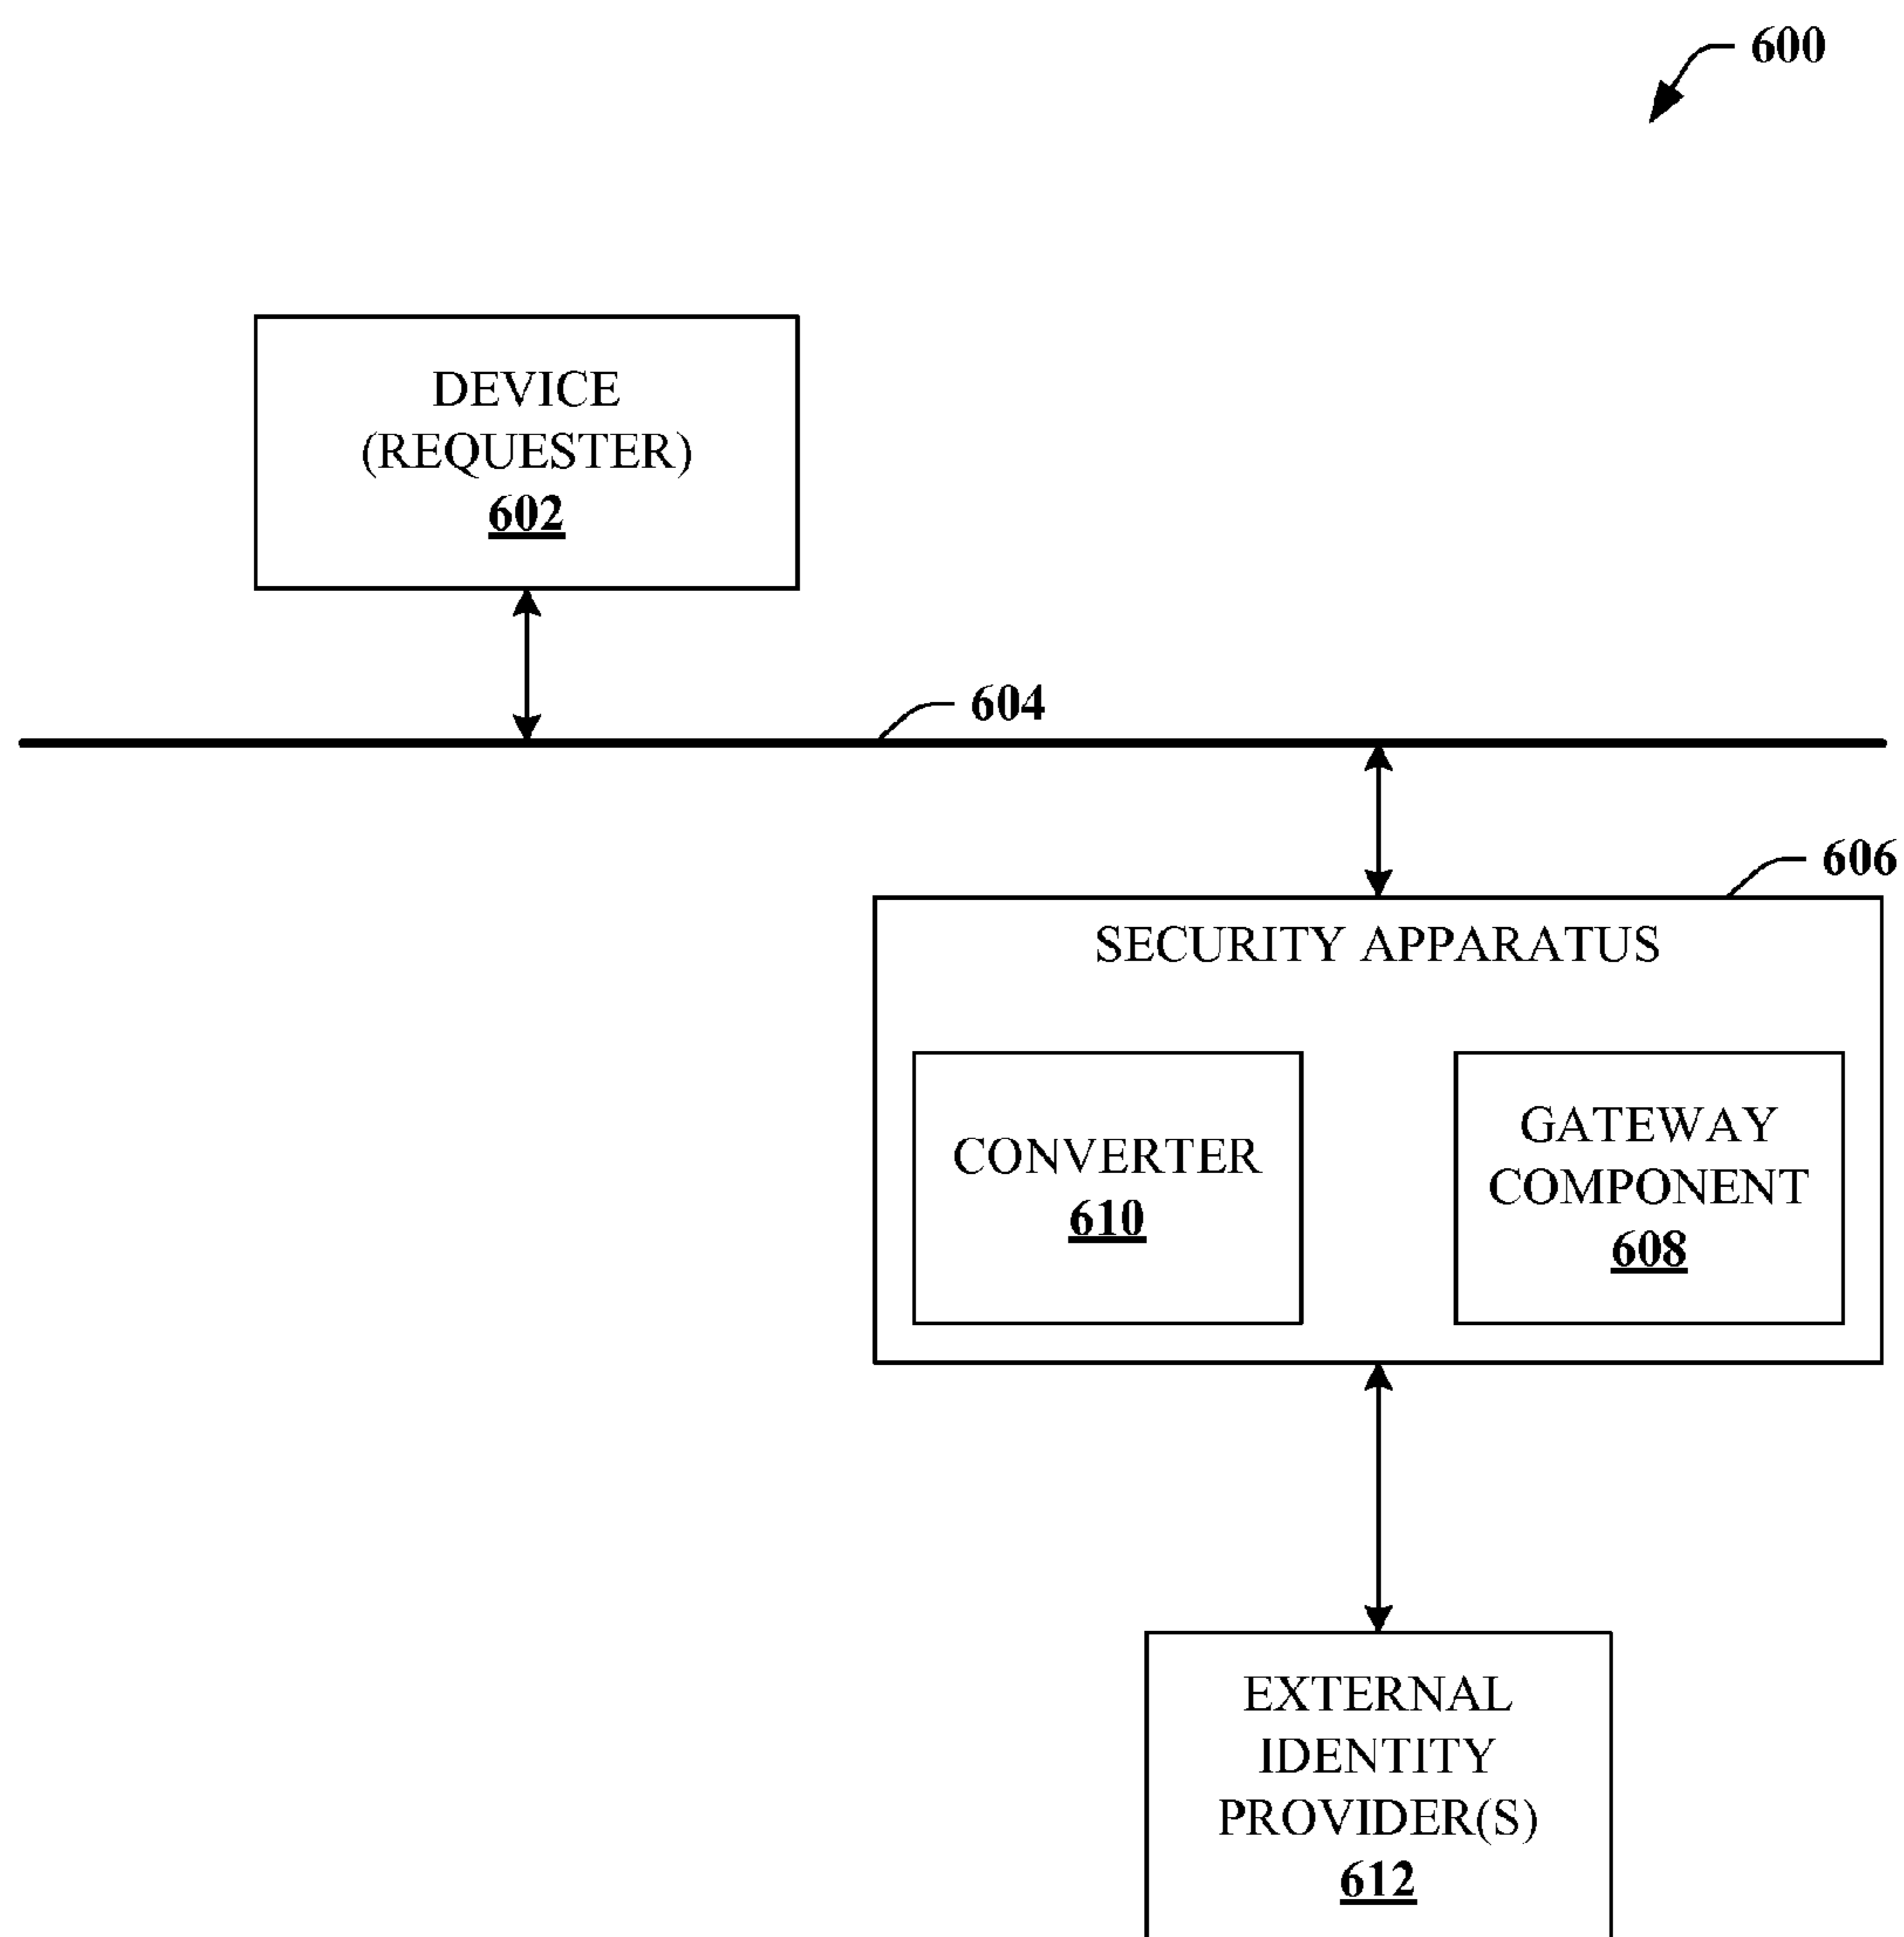 600
DEVICE
(REQUESTER)
602
604
606
SECURITY APPARATUS
CONVERTER
610
GATEWAY
COMPONENT
608
EXTERNAL
IDENTITY
PROVIDER(S)
612